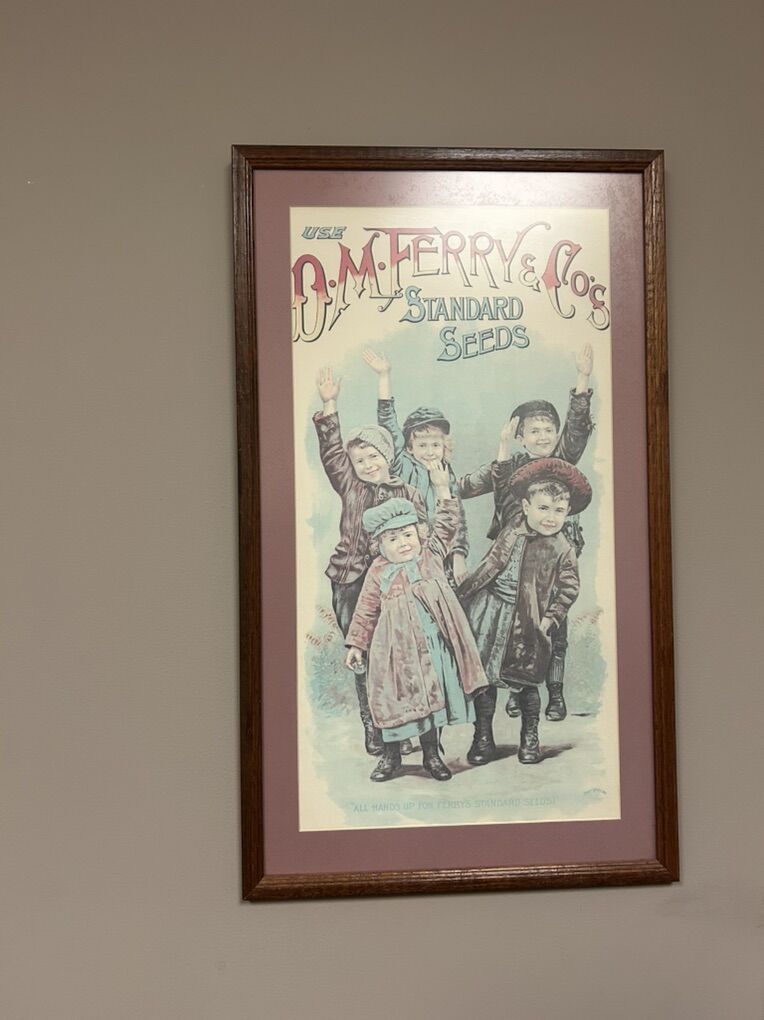 USE
D. M. FERRY & CO'S
STANDARD
SEEDS
"ALL HANDS UP FOR FERRY'S STANDARD SEEDS!"